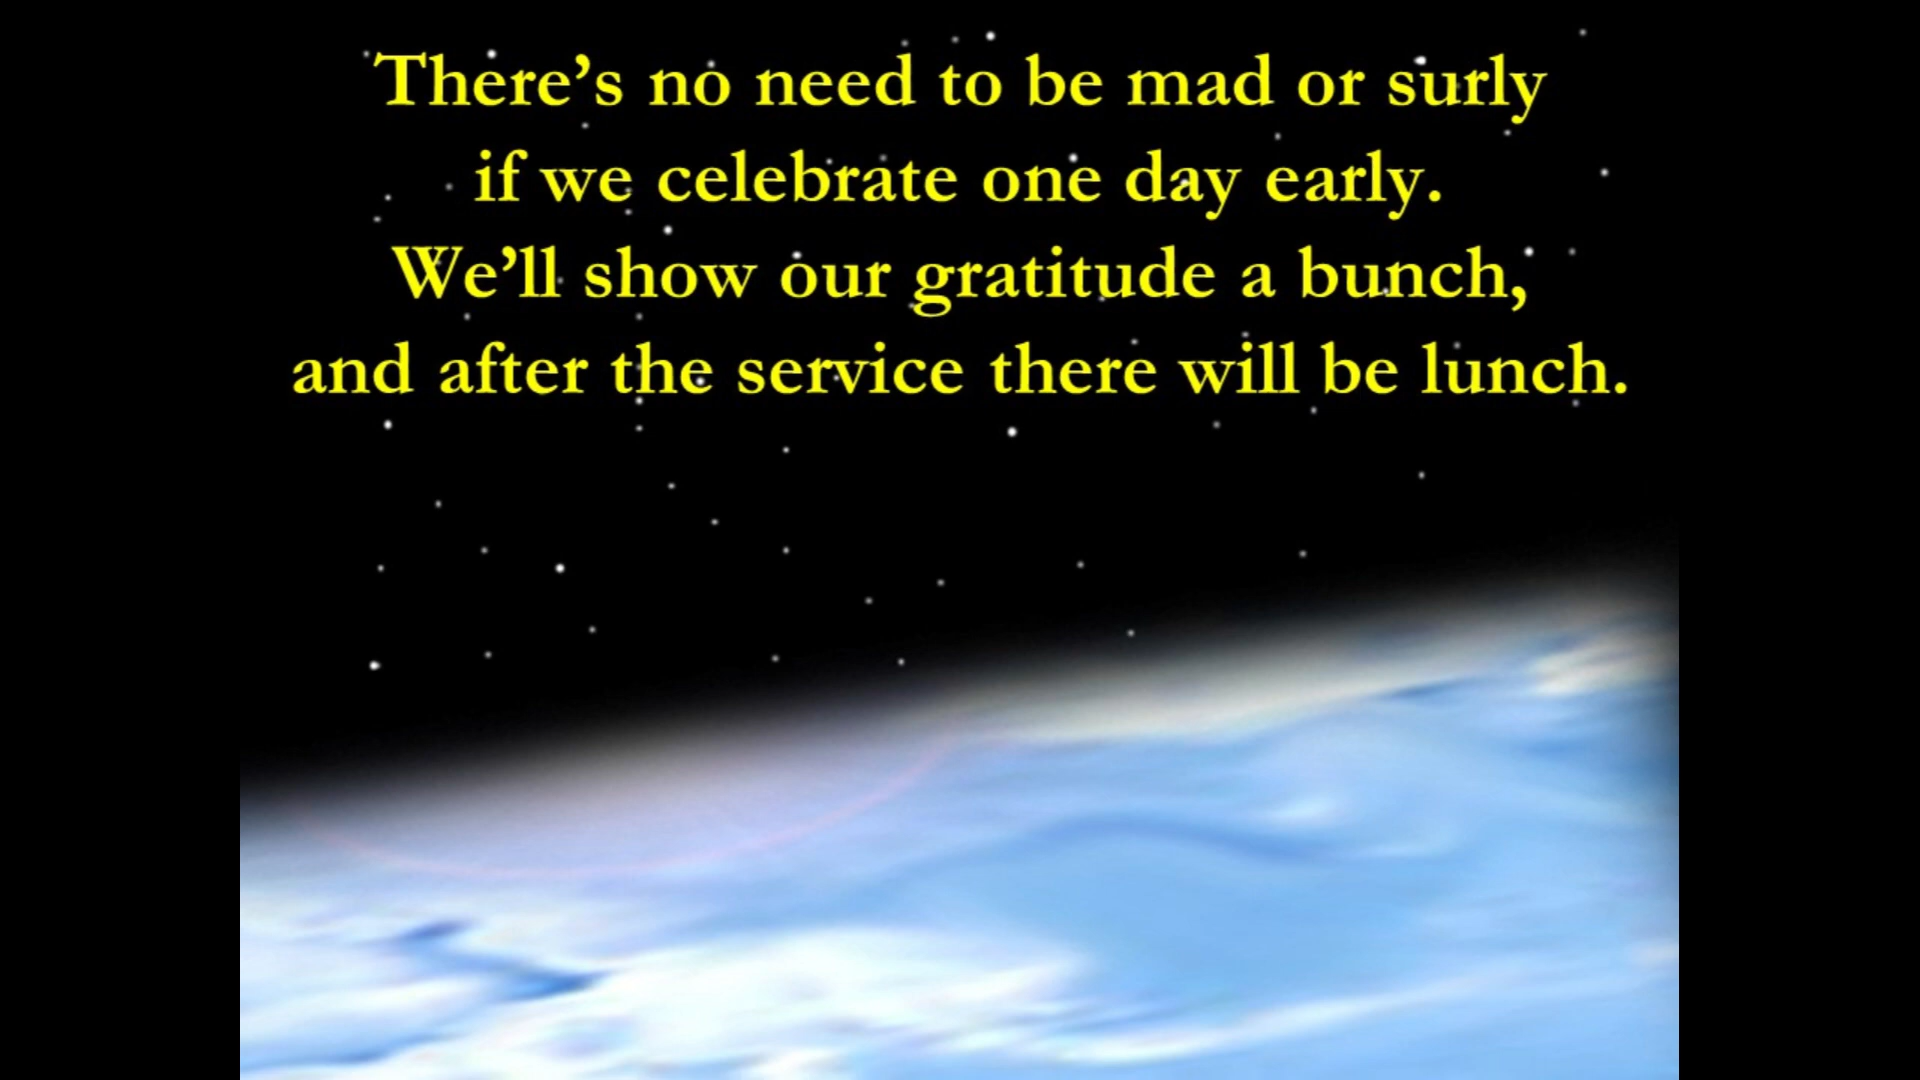 There’s no need to be mad or surly
if we celebrate one day early.
We’ll show our gratitude a bunch,
and after the service there will be lunch.